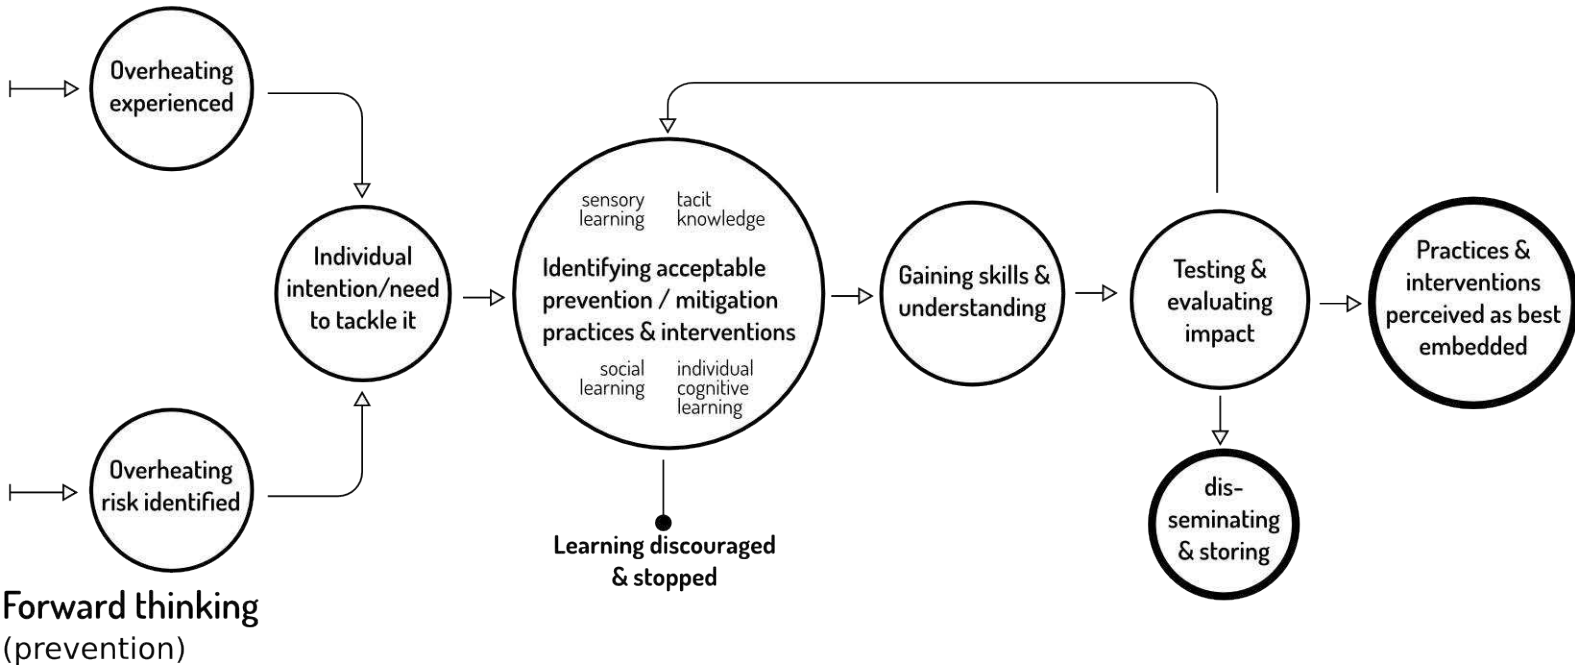 Overheating
experienced
Individual
intention/need
to tackle it
Overheating
risk identified
Forward thinking
(prevention)
sensory
learning
tacit
knowledge
Identifying acceptable
prevention / mitigation
practices & interventions
social
learning
individual
cognitive
learning
Learning discouraged
& stopped
Gaining skills &
understanding
Testing &
evaluating
impact
dis-
seminating
& storing
Practices &
interventions
perceived as best
embedded